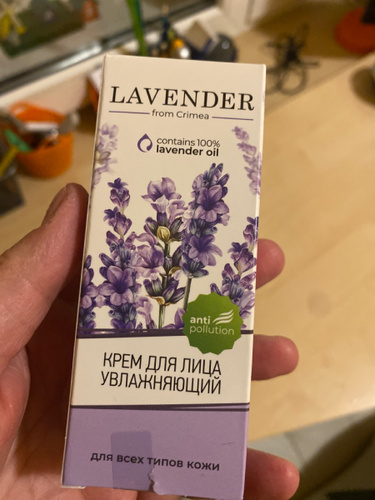 LAVENDER
from Crimea
contains 100%
lavender oil
anti
pollution
КРЕМ ДЛЯ ЛИЦА
УВЛАЖНЯЮЩИЙ
для всех типов кожи